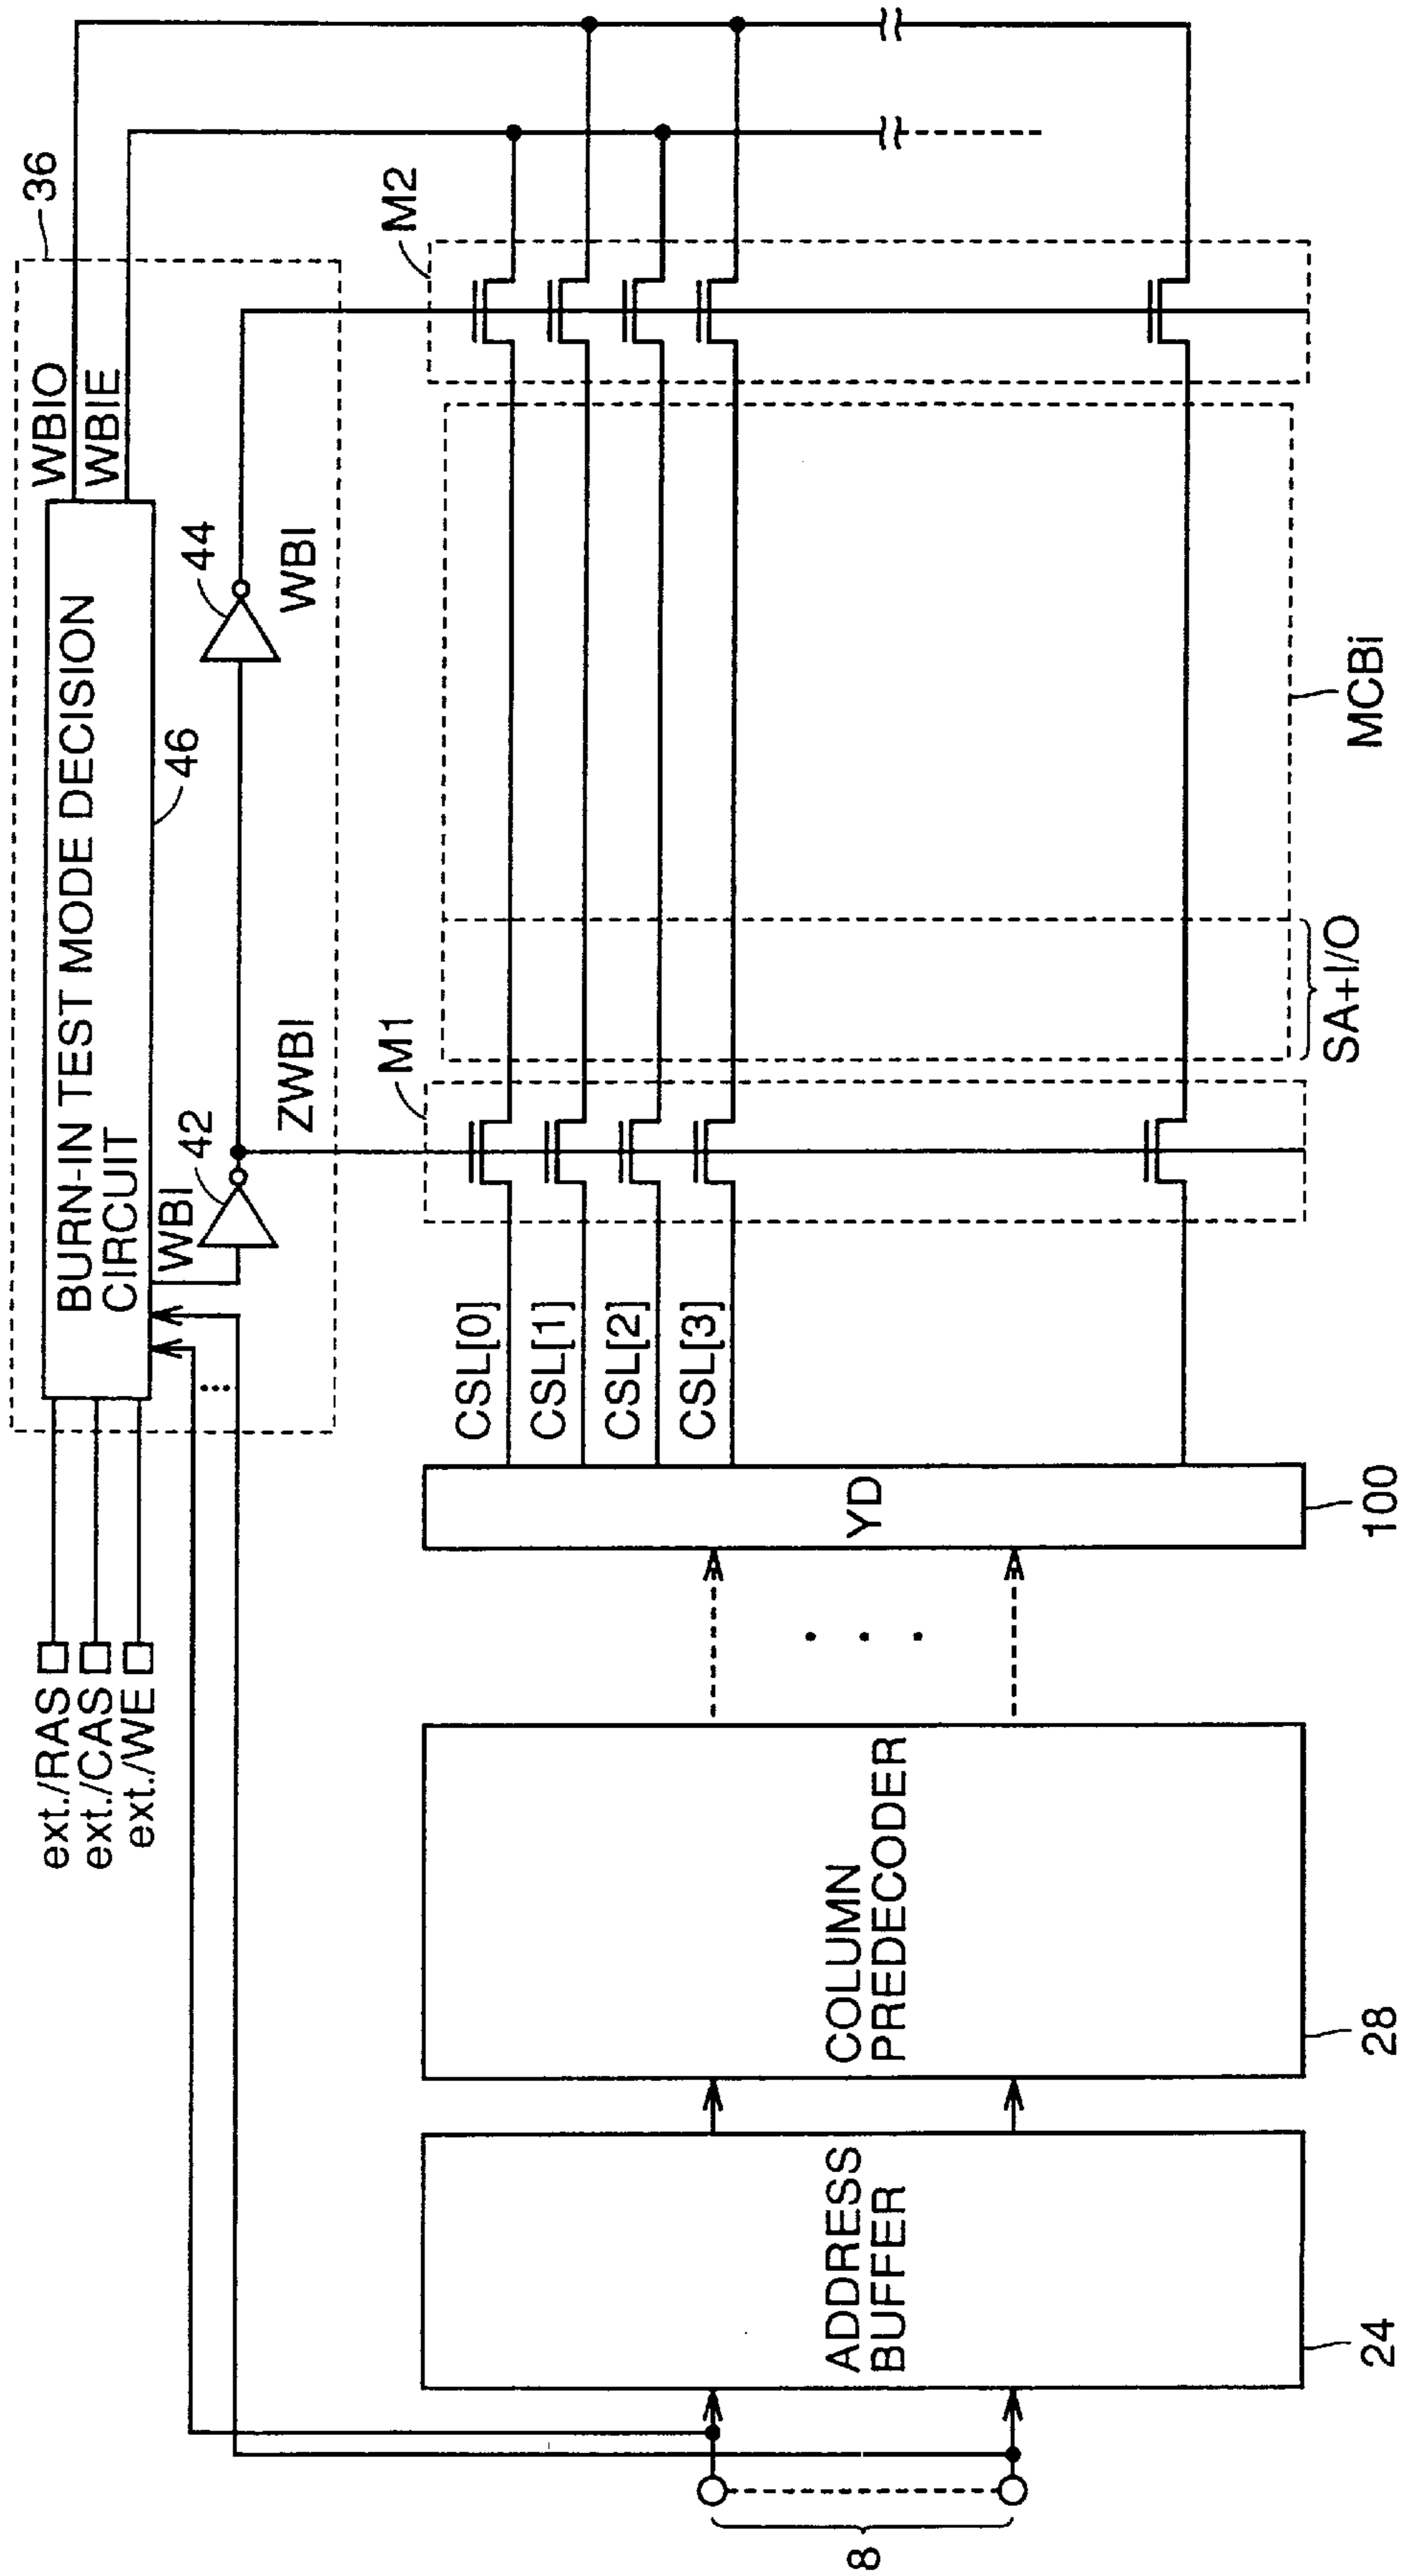 36
WBIO
WBIE
BURN-IN TEST MODE DECISION
CIRCUIT
46
44
WBI
42
WBI
ZWBI
ext./RAS
ext./CAS
ext./WE
...
M2
M1
CSL[0]
CSL[1]
CSL[2]
CSL[3]
MCBi
SA+I/O
YD
100
. . .
COLUMN
PREDECODER
28
ADDRESS
BUFFER
24
8